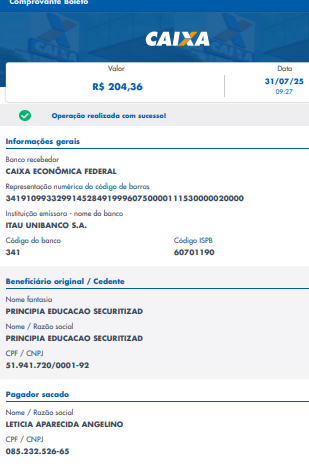 Comprovante Boleto
CAIXA
Valor
R$ 204,36
Data
31/07/25
09:27
Operação realizada com sucesso!
Informações gerais
Banco recebedor
CAIXA ECONÔMICA FEDERAL
Representação numérica do código de barras
34191099332991452849199960750000111530000020000
Instituição emissora - nome do banco
ITAU UNIBANCO S.A.
Código do banco
Código ISPB
341
60701190
Beneficiário original / Cedente
Nome fantasia
PRINCIPIA EDUCACAO SECURITIZAD
Nome / Razão social
PRINCIPIA EDUCACAO SECURITIZAD
CPF / CNPJ
51.941.720/0001-92
Pagador sacado
Nome / Razão social
LETICIA APARECIDA ANGELINO
CPF / CNPJ
085.232.526-65